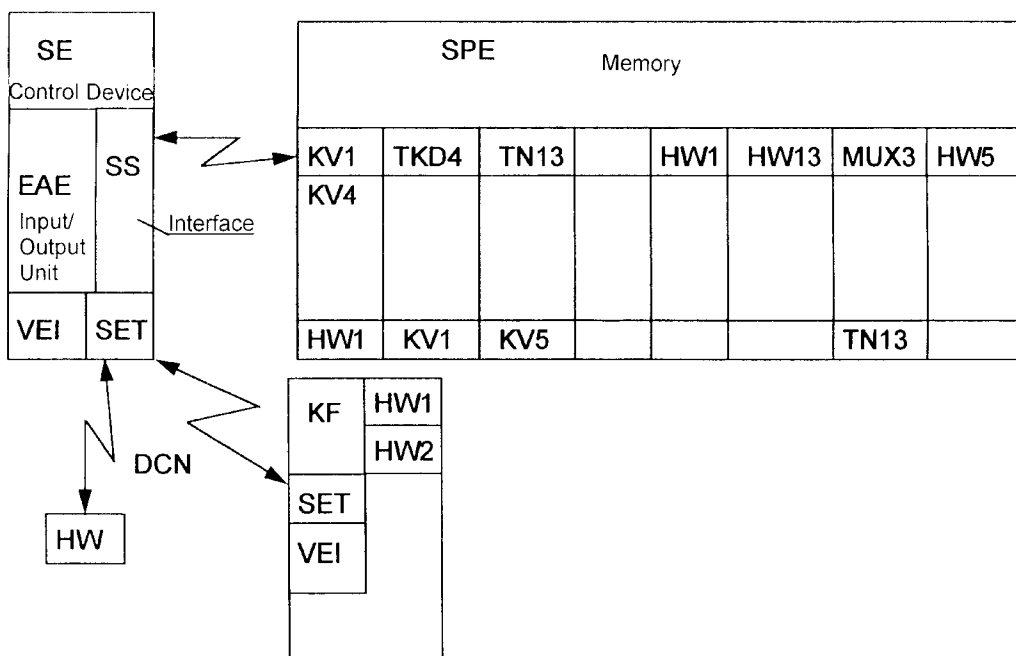 SE
Control Device
EAE
Input/
Output
Unit
SS
Interface
VEI SET
SPE Memory
KV1 TKD4 TN13 HW1 HW13 MUX3 HW5
KV4
HW1 KV1 KV5 TN13
DCN
HW
KF HW1
HW2
SET
VEI